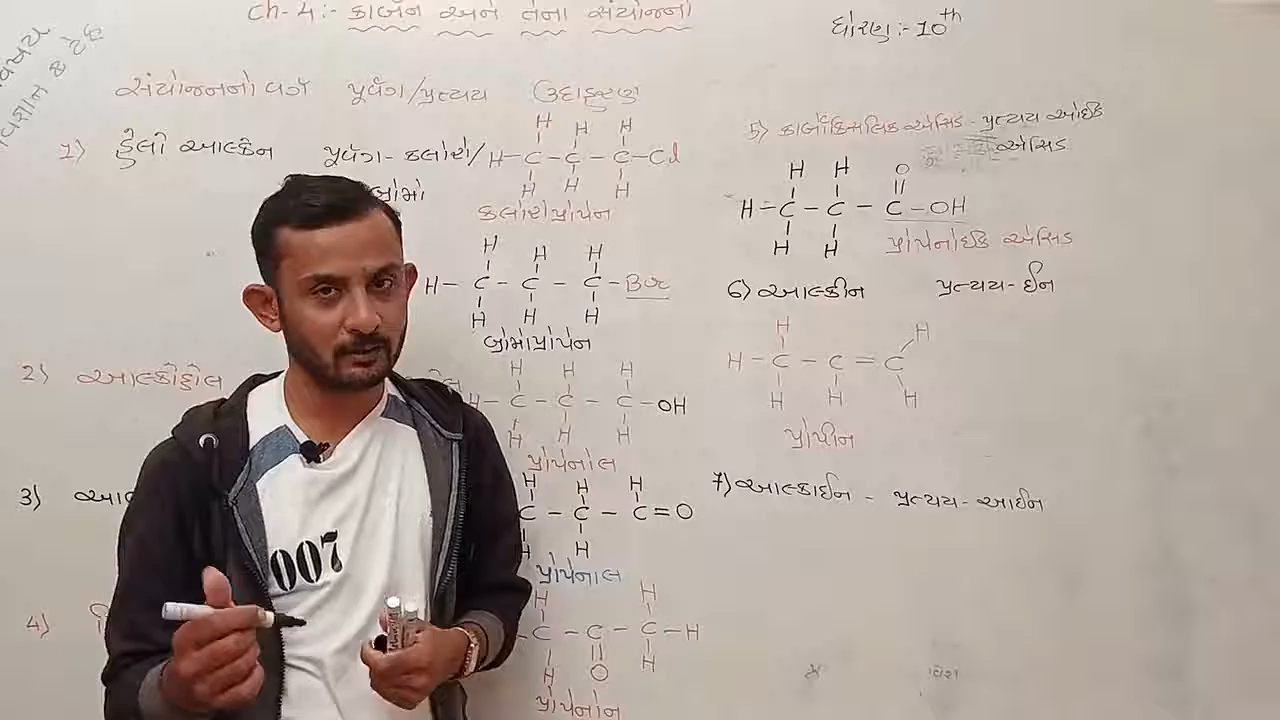 Ch-4:- કાર્બન અને તેના સંયોજનો
ધોરણ:- 10th
વિજ્ઞાન & ટેક
સંયોજનનો વર્ગ પૂર્વગ/પ્રત્યય ઉદાહરણ
1) હેલો આલ્કેન પૂર્વગ- ક્લોરો/
બ્રોમો
H H H
H-C-C-C-Cl
H H H
ક્લોરોપ્રોપેન
H H H
H-C-C-C-Br
H H H
બ્રોમોપ્રોપેન
2) આલ્કોહોલ
H H H
H-C-C-C-OH
H H H
પ્રોપેનોલ
3) આલ
H H H
C-C-C=O
H H
પ્રોપેનાલ
4)
H H
-C-C-C-H
H O H
પ્રોપેનોન
5) કાર્બોક્સિલિક એસિડ- પ્રત્યય ઓઈક
એસિડ
H H O
H-C-C-C-OH
H H
પ્રોપેનોઈક એસિડ
6) આલ્કીન પ્રત્યય- ઈન
H H
H-C-C=C
H H H
પ્રોપીન
7) આલ્કાઈન - પ્રત્યય- આઈન
007